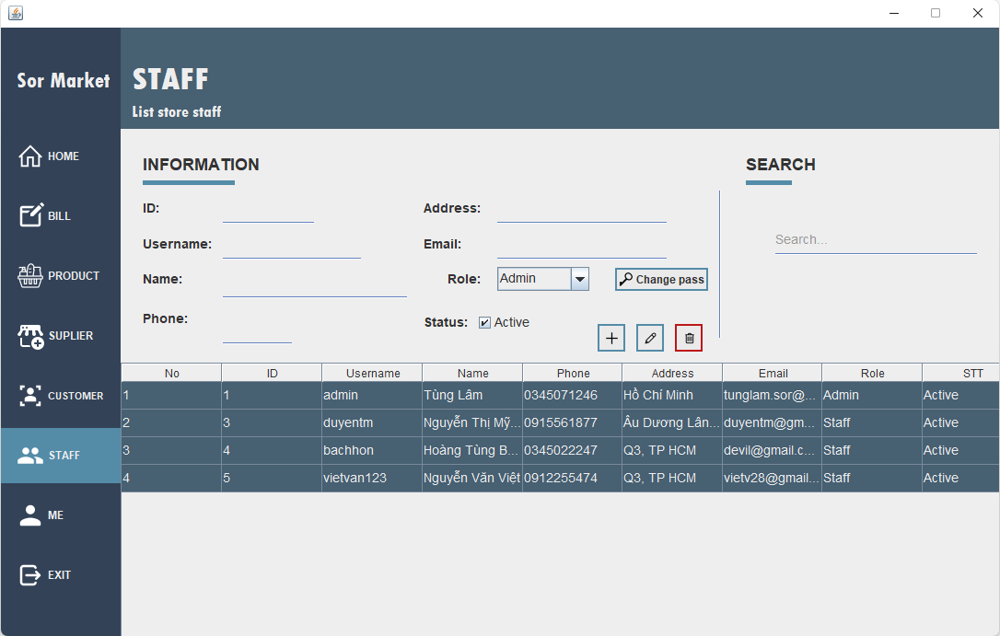 Sor Market
STAFF
List store staff
HOME
BILL
PRODUCT
SUPLIER
CUSTOMER
STAFF
ME
EXIT
INFORMATION
ID:
Username:
Name:
Phone:
Address:
Email:
Role: Admin Change pass
Status: Active
SEARCH
Search...
No ID Username Name Phone Address Email Role STT
1 1 admin Tùng Lâm 0345071246 Hồ Chí Minh tunglam.sor@... Admin Active
2 3 duyentm Nguyễn Thị Mỹ... 0915561877 Âu Dương Lân... duyentm@gm... Staff Active
3 4 bachhon Hoàng Tùng B... 0345022247 Q3, TP HCM devil@gmail.c... Staff Active
4 5 vietvan123 Nguyễn Văn Việt 0912255474 Q3, TP HCM vietv28@gmail... Staff Active